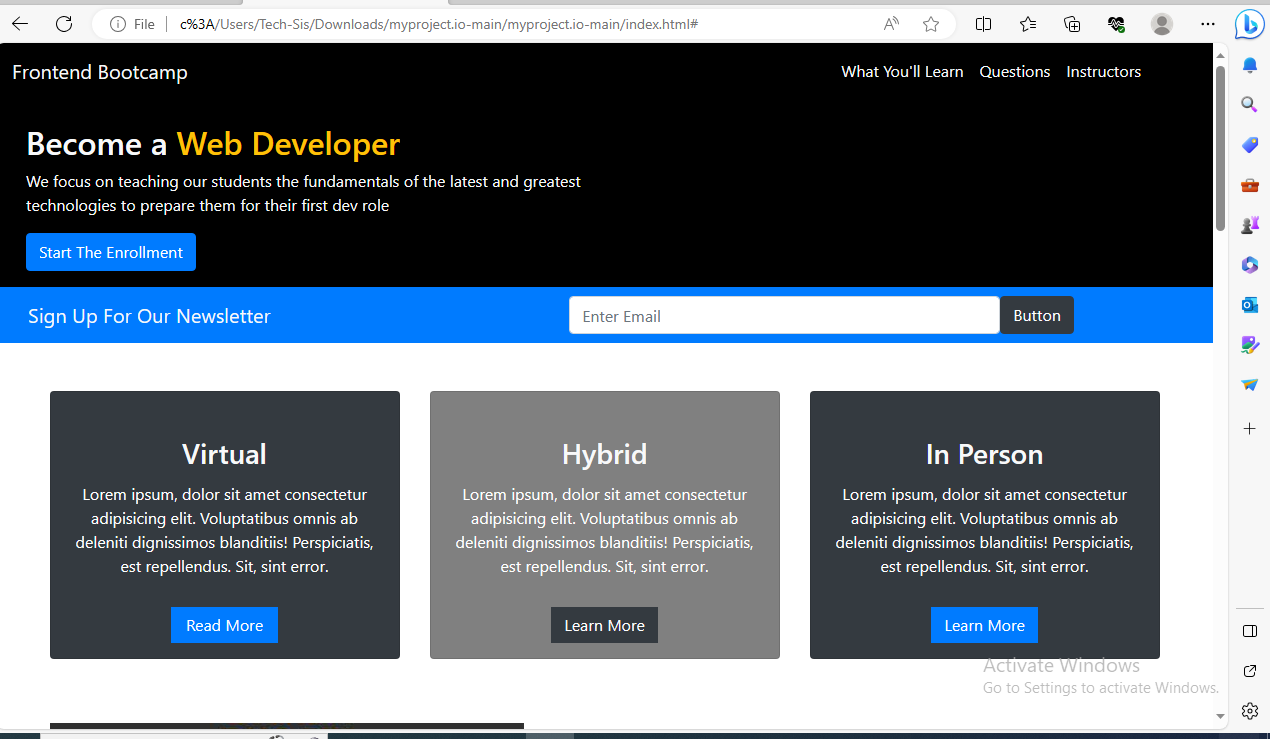 File
c%3A/Users/Tech-Sis/Downloads/myproject.io-main/myproject.io-main/index.html#
Frontend Bootcamp
What You'll Learn Questions Instructors
Become a Web Developer
We focus on teaching our students the fundamentals of the latest and greatest
technologies to prepare them for their first dev role
Start The Enrollment
Sign Up For Our Newsletter
Enter Email
Button
Virtual
Lorem ipsum, dolor sit amet consectetur
adipisicing elit. Voluptatibus omnis ab
deleniti dignissimos blanditiis! Perspiciatis,
est repellendus. Sit, sint error.
Read More
Hybrid
Lorem ipsum, dolor sit amet consectetur
adipisicing elit. Voluptatibus omnis ab
deleniti dignissimos blanditiis! Perspiciatis,
est repellendus. Sit, sint error.
Learn More
In Person
Lorem ipsum, dolor sit amet consectetur
adipisicing elit. Voluptatibus omnis ab
deleniti dignissimos blanditiis! Perspiciatis,
est repellendus. Sit, sint error.
Learn More
Activate Windows
Go to Settings to activate Windows.